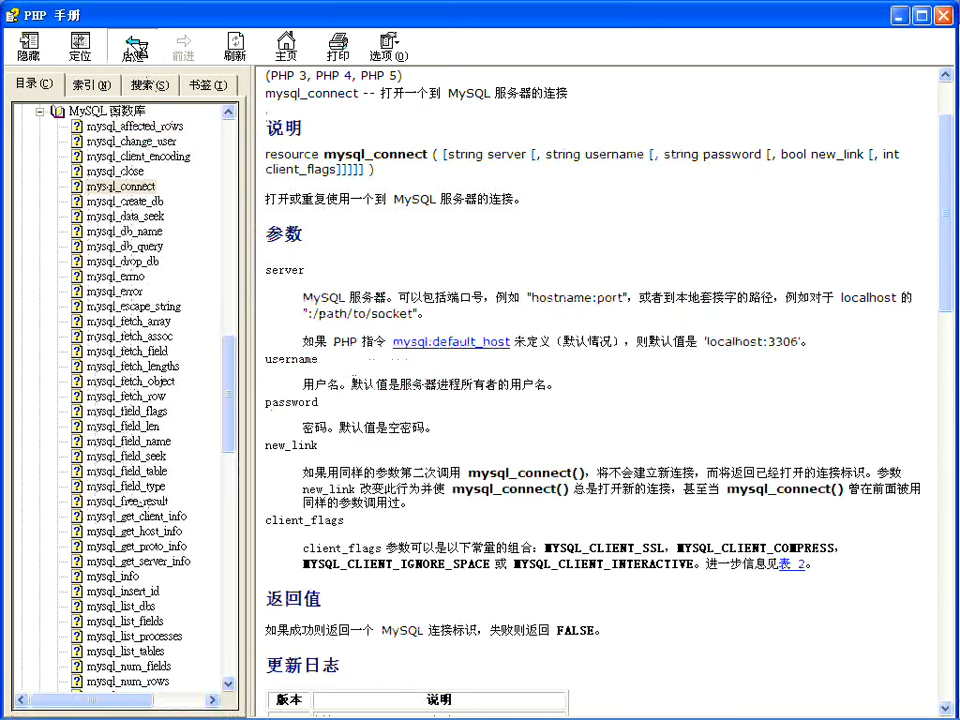 PHP 手册
隐藏 定位 后退 前进 刷新 主页 打印 选项(O)
目录(C) 索引(N) 搜索(S) 书签(I)
MySQL 函数库
mysql_affected_rows
mysql_change_user
mysql_client_encoding
mysql_close
mysql_connect
mysql_create_db
mysql_data_seek
mysql_db_name
mysql_db_query
mysql_drop_db
mysql_errno
mysql_error
mysql_escape_string
mysql_fetch_array
mysql_fetch_assoc
mysql_fetch_field
mysql_fetch_lengths
mysql_fetch_object
mysql_fetch_row
mysql_field_flags
mysql_field_len
mysql_field_name
mysql_field_seek
mysql_field_table
mysql_field_type
mysql_free_result
mysql_get_client_info
mysql_get_host_info
mysql_get_proto_info
mysql_get_server_info
mysql_info
mysql_insert_id
mysql_list_dbs
mysql_list_fields
mysql_list_processes
mysql_list_tables
mysql_num_fields
mysql_num_rows
(PHP 3, PHP 4, PHP 5)
mysql_connect -- 打开一个到 MySQL 服务器的连接
说明
resource mysql_connect ( [string server [, string username [, string password [, bool new_link [, int
client_flags]]]]] )
打开或重复使用一个到 MySQL 服务器的连接。
参数
server
MySQL 服务器。可以包括端口号，例如 "hostname:port"，或者到本地套接字的路径，例如对于 localhost 的
":/path/to/socket"。
如果 PHP 指令 mysql.default_host 未定义（默认情况），则默认值是 'localhost:3306'。
username
用户名。默认值是服务器进程所有者的用户名。
password
密码。默认值是空密码。
new_link
如果用同样的参数第二次调用 mysql_connect()，将不会建立新连接，而将返回已经打开的连接标识。参数
new_link 改变此行为并使 mysql_connect() 总是打开新的连接，甚至当 mysql_connect() 曾在前面被用
同样的参数调用过。
client_flags
client_flags 参数可以是以下常量的组合：MYSQL_CLIENT_SSL，MYSQL_CLIENT_COMPRESS，
MYSQL_CLIENT_IGNORE_SPACE 或 MYSQL_CLIENT_INTERACTIVE。进一步信息见表 2。
返回值
如果成功则返回一个 MySQL 连接标识，失败则返回 FALSE。
更新日志
版本 说明